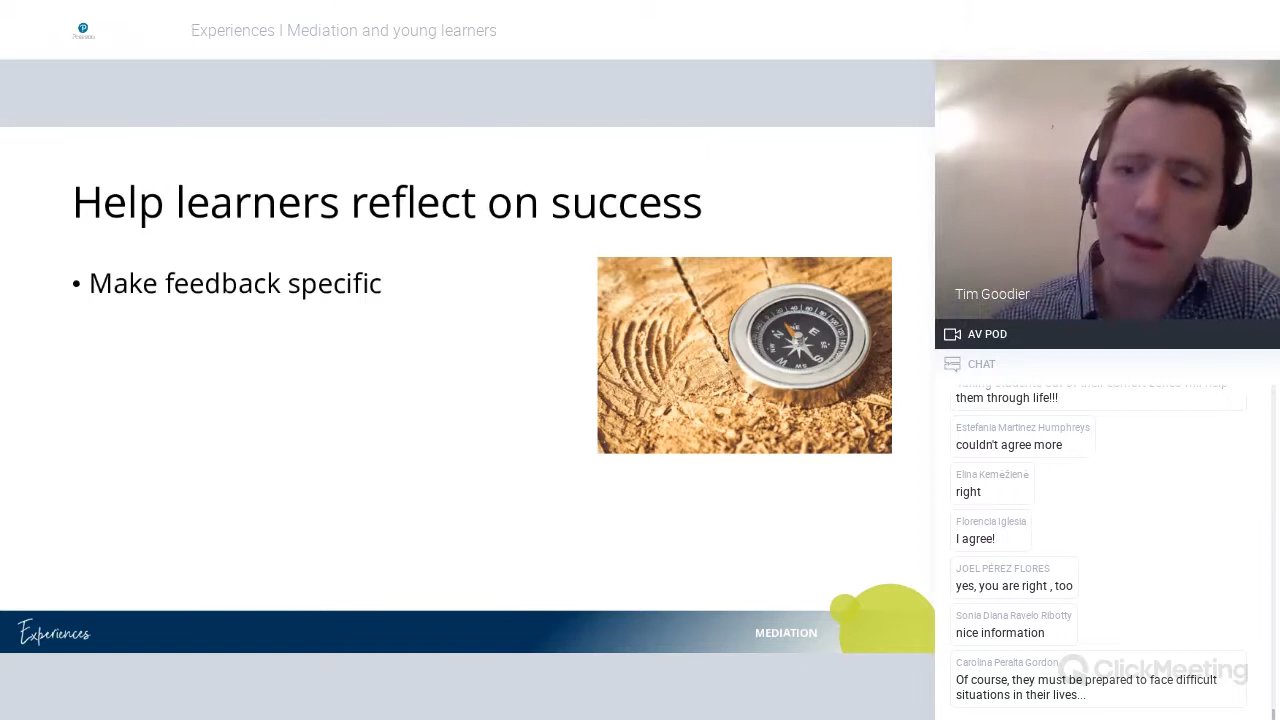 Pearson
Experiences I Mediation and young learners
Help learners reflect on success
• Make feedback specific
Experiences
MEDIATION
Tim Goodier
AV POD
CHAT
them through life!!!
Estefania Martinez Humphreys
couldn't agree more
Elina Kemėžienė
right
Florencia Iglesia
I agree!
JOEL PÉREZ FLORES
yes, you are right , too
Sonia Diana Ravelo Ribotty
nice information
Carolina Peralta Gordon
Of course, they must be prepared to face difficult
situations in their lives...
ClickMeeting